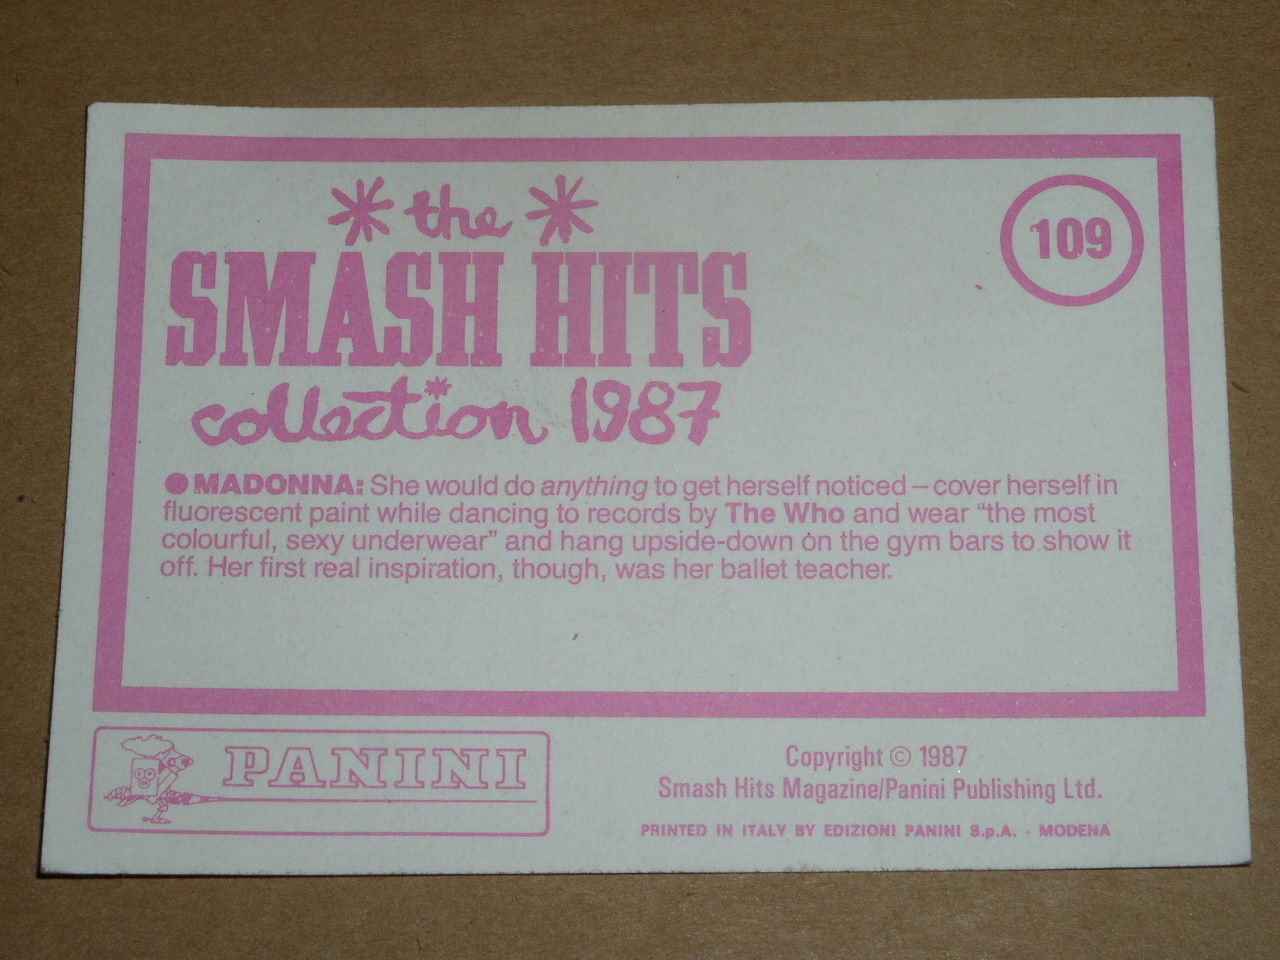 the
109
SMASH HITS
collection 1987
● MADONNA: She would do anything to get herself noticed – cover herself in
fluorescent paint while dancing to records by The Who and wear “the most
colourful, sexy underwear” and hang upside-down on the gym bars to show it
off. Her first real inspiration, though, was her ballet teacher.
PANINI
Copyright © 1987
Smash Hits Magazine/Panini Publishing Ltd.
PRINTED IN ITALY BY EDIZIONI PANINI S.p.A. - MODENA